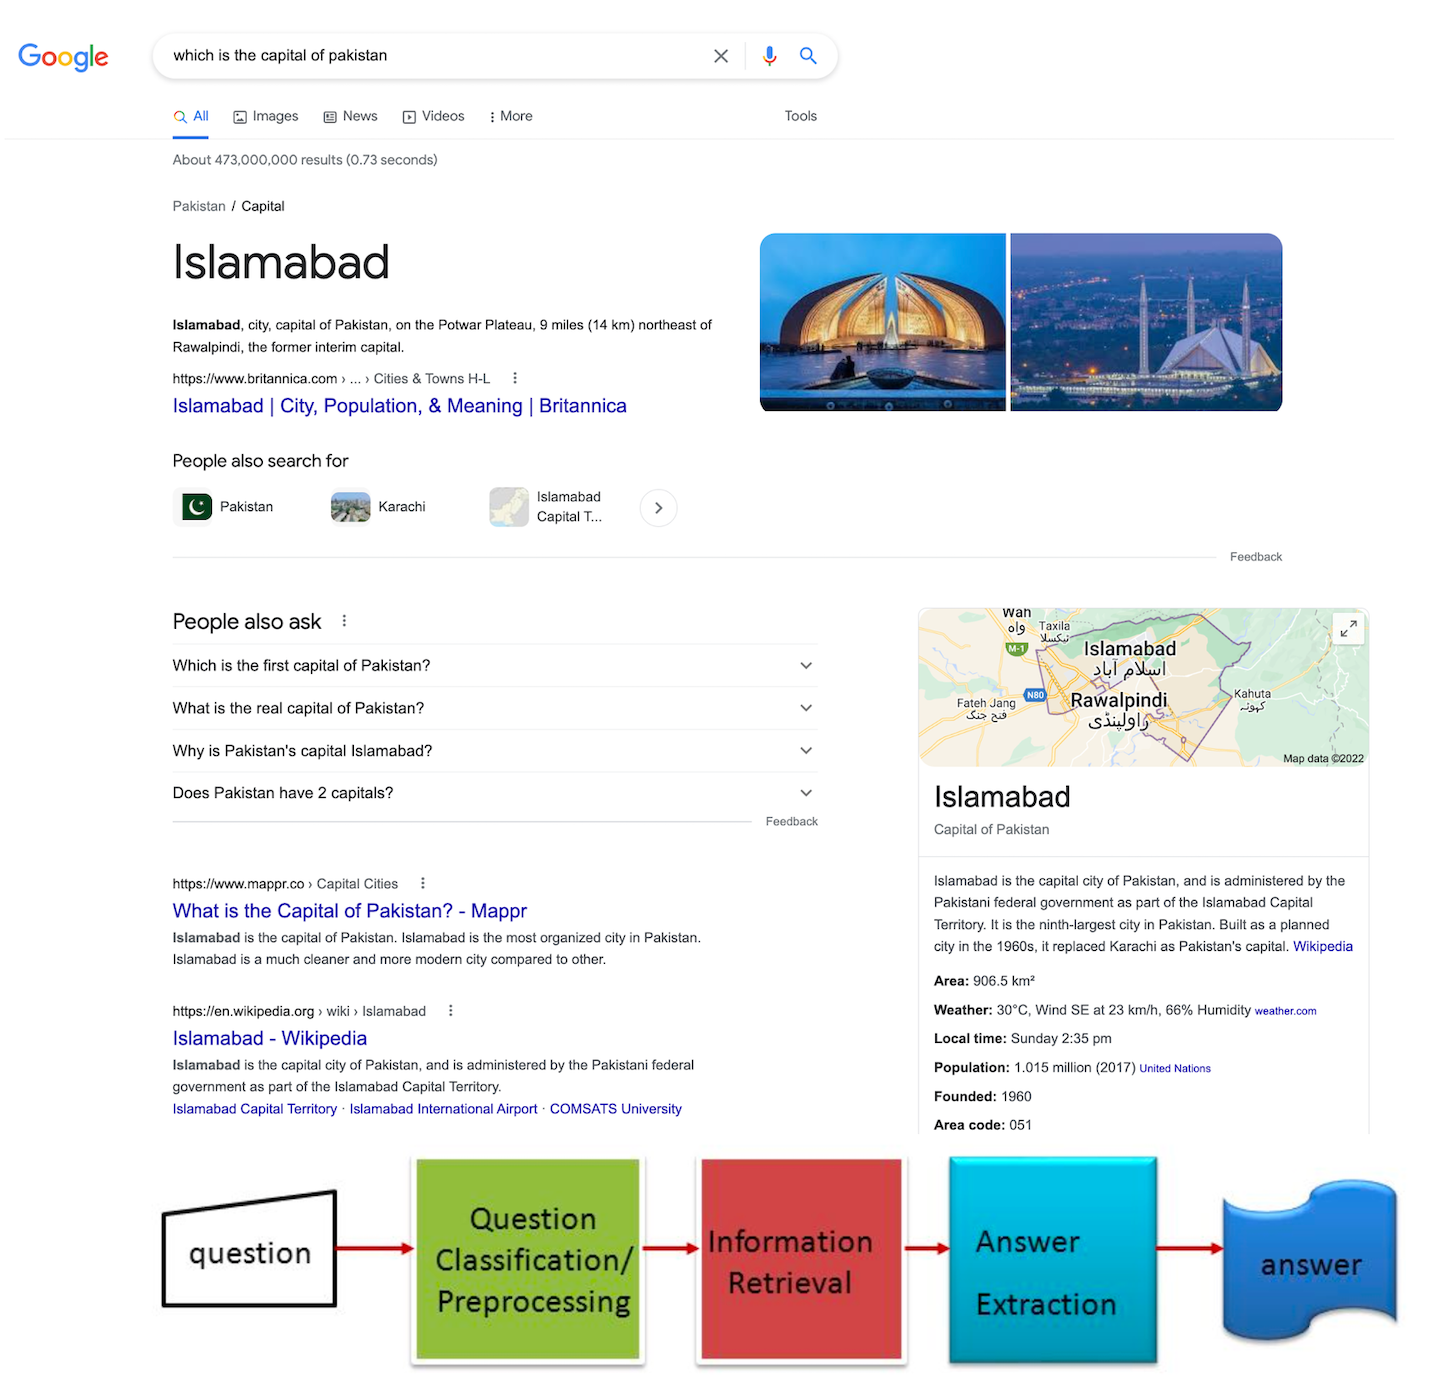 Google
which is the capital of pakistan
All
Images
News
Videos
More
Tools
About 473,000,000 results (0.73 seconds)
Pakistan / Capital
Islamabad
Islamabad, city, capital of Pakistan, on the Potwar Plateau, 9 miles (14 km) northeast of
Rawalpindi, the former interim capital.
https://www.britannica.com › ... › Cities & Towns H-L
Islamabad | City, Population, & Meaning | Britannica
People also search for
Pakistan
Karachi
Islamabad
Capital T...
Feedback
People also ask
Which is the first capital of Pakistan?
What is the real capital of Pakistan?
Why is Pakistan's capital Islamabad?
Does Pakistan have 2 capitals?
Feedback
https://www.mappr.co › Capital Cities
What is the Capital of Pakistan? - Mappr
Islamabad is the capital of Pakistan. Islamabad is the most organized city in Pakistan.
Islamabad is a much cleaner and more modern city compared to other.
https://en.wikipedia.org › wiki › Islamabad
Islamabad - Wikipedia
Islamabad is the capital city of Pakistan, and is administered by the Pakistani federal
government as part of the Islamabad Capital Territory.
Islamabad Capital Territory · Islamabad International Airport · COMSATS University
Wah
واہ
Taxila
ٹیکسلا
M-1
Islamabad
اسلام آباد
N80
Rawalpindi
راولپنڈی
Fateh Jang
فتح جنگ
Kahuta
کہوٹہ
Map data ©2022
Islamabad
Capital of Pakistan
Islamabad is the capital city of Pakistan, and is administered by the
Pakistani federal government as part of the Islamabad Capital
Territory. It is the ninth-largest city in Pakistan. Built as a planned
city in the 1960s, it replaced Karachi as Pakistan's capital. Wikipedia
Area: 906.5 km²
Weather: 30°C, Wind SE at 23 km/h, 66% Humidity weather.com
Local time: Sunday 2:35 pm
Population: 1.015 million (2017) United Nations
Founded: 1960
Area code: 051
question
Question
Classification/
Preprocessing
Information
Retrieval
Answer
Extraction
answer